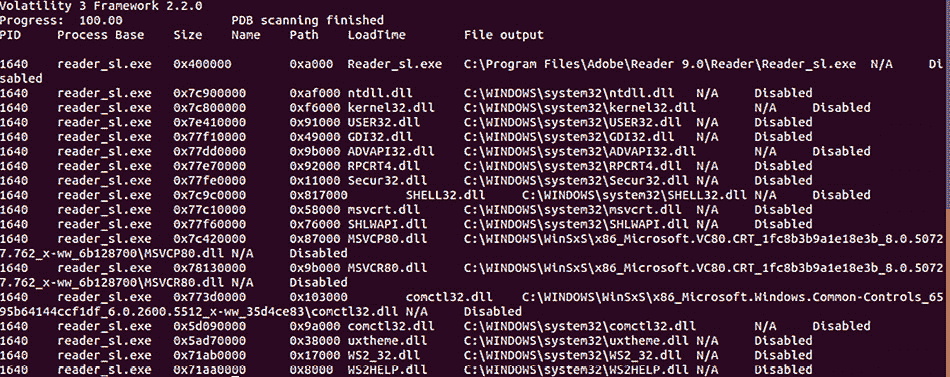 Volatility 3 Framework 2.2.0
Progress:  100.00               PDB scanning finished
PID     Process Base    Size    Name    Path    LoadTime        File output

1640    reader_sl.exe   0x400000        0xa000  Reader_sl.exe   C:\Program Files\Adobe\Reader 9.0\Reader\Reader_sl.exe  N/A     Di
sabled
1640    reader_sl.exe   0x7c900000      0xaf000 ntdll.dll       C:\WINDOWS\system32\ntdll.dll   N/A     Disabled
1640    reader_sl.exe   0x7c800000      0xf6000 kernel32.dll    C:\WINDOWS\system32\kernel32.dll        N/A     Disabled
1640    reader_sl.exe   0x7e410000      0x91000 USER32.dll      C:\WINDOWS\system32\USER32.dll  N/A     Disabled
1640    reader_sl.exe   0x77f10000      0x49000 GDI32.dll       C:\WINDOWS\system32\GDI32.dll   N/A     Disabled
1640    reader_sl.exe   0x77dd0000      0x9b000 ADVAPI32.dll    C:\WINDOWS\system32\ADVAPI32.dll        N/A     Disabled
1640    reader_sl.exe   0x77e70000      0x92000 RPCRT4.dll      C:\WINDOWS\system32\RPCRT4.dll  N/A     Disabled
1640    reader_sl.exe   0x77fe0000      0x11000 Secur32.dll     C:\WINDOWS\system32\Secur32.dll N/A     Disabled
1640    reader_sl.exe   0x7c9c0000      0x817000        SHELL32.dll     C:\WINDOWS\system32\SHELL32.dll N/A     Disabled
1640    reader_sl.exe   0x77c10000      0x58000 msvcrt.dll      C:\WINDOWS\system32\msvcrt.dll  N/A     Disabled
1640    reader_sl.exe   0x77f60000      0x76000 SHLWAPI.dll     C:\WINDOWS\system32\SHLWAPI.dll N/A     Disabled
1640    reader_sl.exe   0x7c420000      0x87000 MSVCP80.dll     C:\WINDOWS\WinSxS\x86_Microsoft.VC80.CRT_1fc8b3b9a1e18e3b_8.0.5072
7.762_x-ww_6b128700\MSVCP80.dll N/A     Disabled
1640    reader_sl.exe   0x78130000      0x9b000 MSVCR80.dll     C:\WINDOWS\WinSxS\x86_Microsoft.VC80.CRT_1fc8b3b9a1e18e3b_8.0.5072
7.762_x-ww_6b128700\MSVCR80.dll N/A     Disabled
1640    reader_sl.exe   0x773d0000      0x103000        comctl32.dll    C:\WINDOWS\WinSxS\x86_Microsoft.Windows.Common-Controls_65
95b64144ccf1df_6.0.2600.5512_x-ww_35d4ce83\comctl32.dll N/A     Disabled
1640    reader_sl.exe   0x5d090000      0x9a000 comctl32.dll    C:\WINDOWS\system32\comctl32.dll        N/A     Disabled
1640    reader_sl.exe   0x5ad70000      0x38000 uxtheme.dll     C:\WINDOWS\system32\uxtheme.dll N/A     Disabled
1640    reader_sl.exe   0x71ab0000      0x17000 WS2_32.dll      C:\WINDOWS\system32\WS2_32.dll  N/A     Disabled
1640    reader_sl.exe   0x71aa0000      0x8000  WS2HELP.dll     C:\WINDOWS\system32\WS2HELP.dll N/A     Disabled